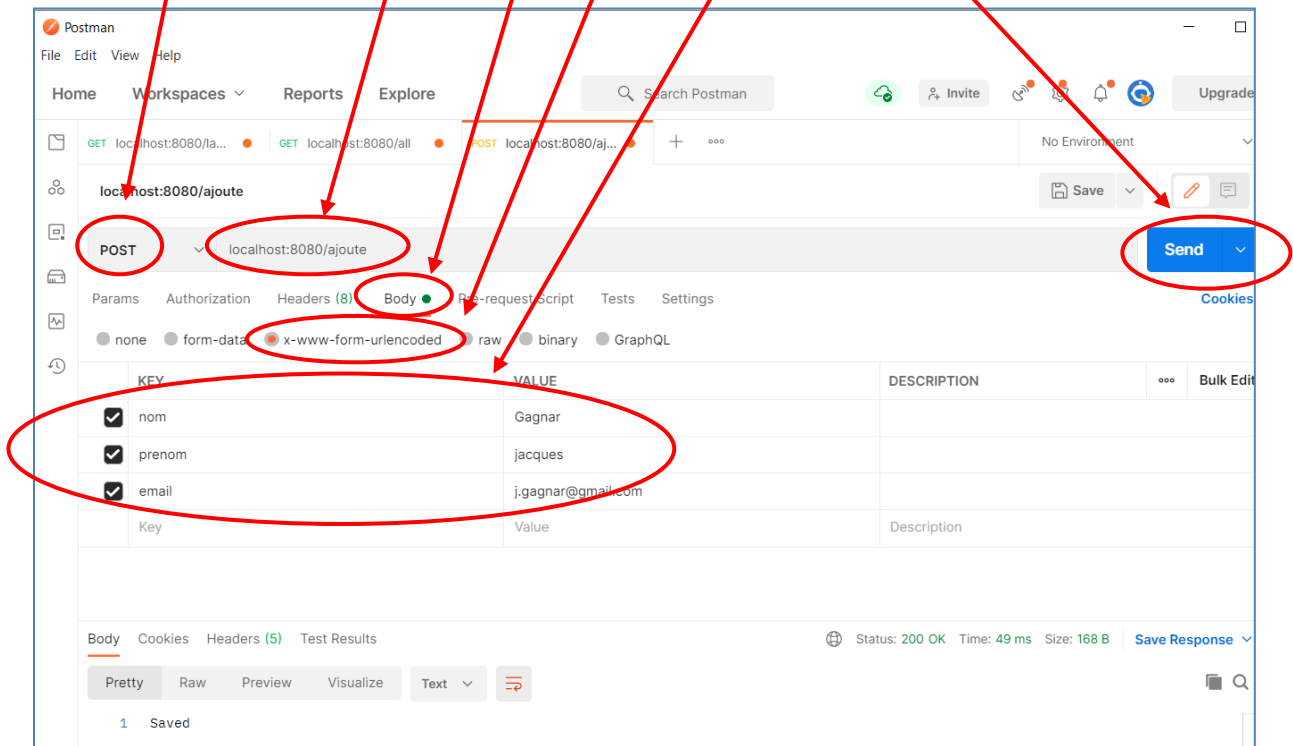 Postman
File Edit View Help
Home Workspaces Reports Explore Search Postman Invite Upgrade
GET localhost:8080/la... GET localhost:8080/all POST localhost:8080/aj... No Environment
localhost:8080/ajoute Save
POST localhost:8080/ajoute Send
Params Authorization Headers (8) Body Pre-request Script Tests Settings Cookies
none form-data x-www-form-urlencoded raw binary GraphQL
KEY VALUE DESCRIPTION Bulk Edit
nom Gagnar
prenom jacques
email j.gagnar@gmail.com
Key Value Description
Body Cookies Headers (5) Test Results Status: 200 OK Time: 49 ms Size: 168 B Save Response
Pretty Raw Preview Visualize Text
1 Saved